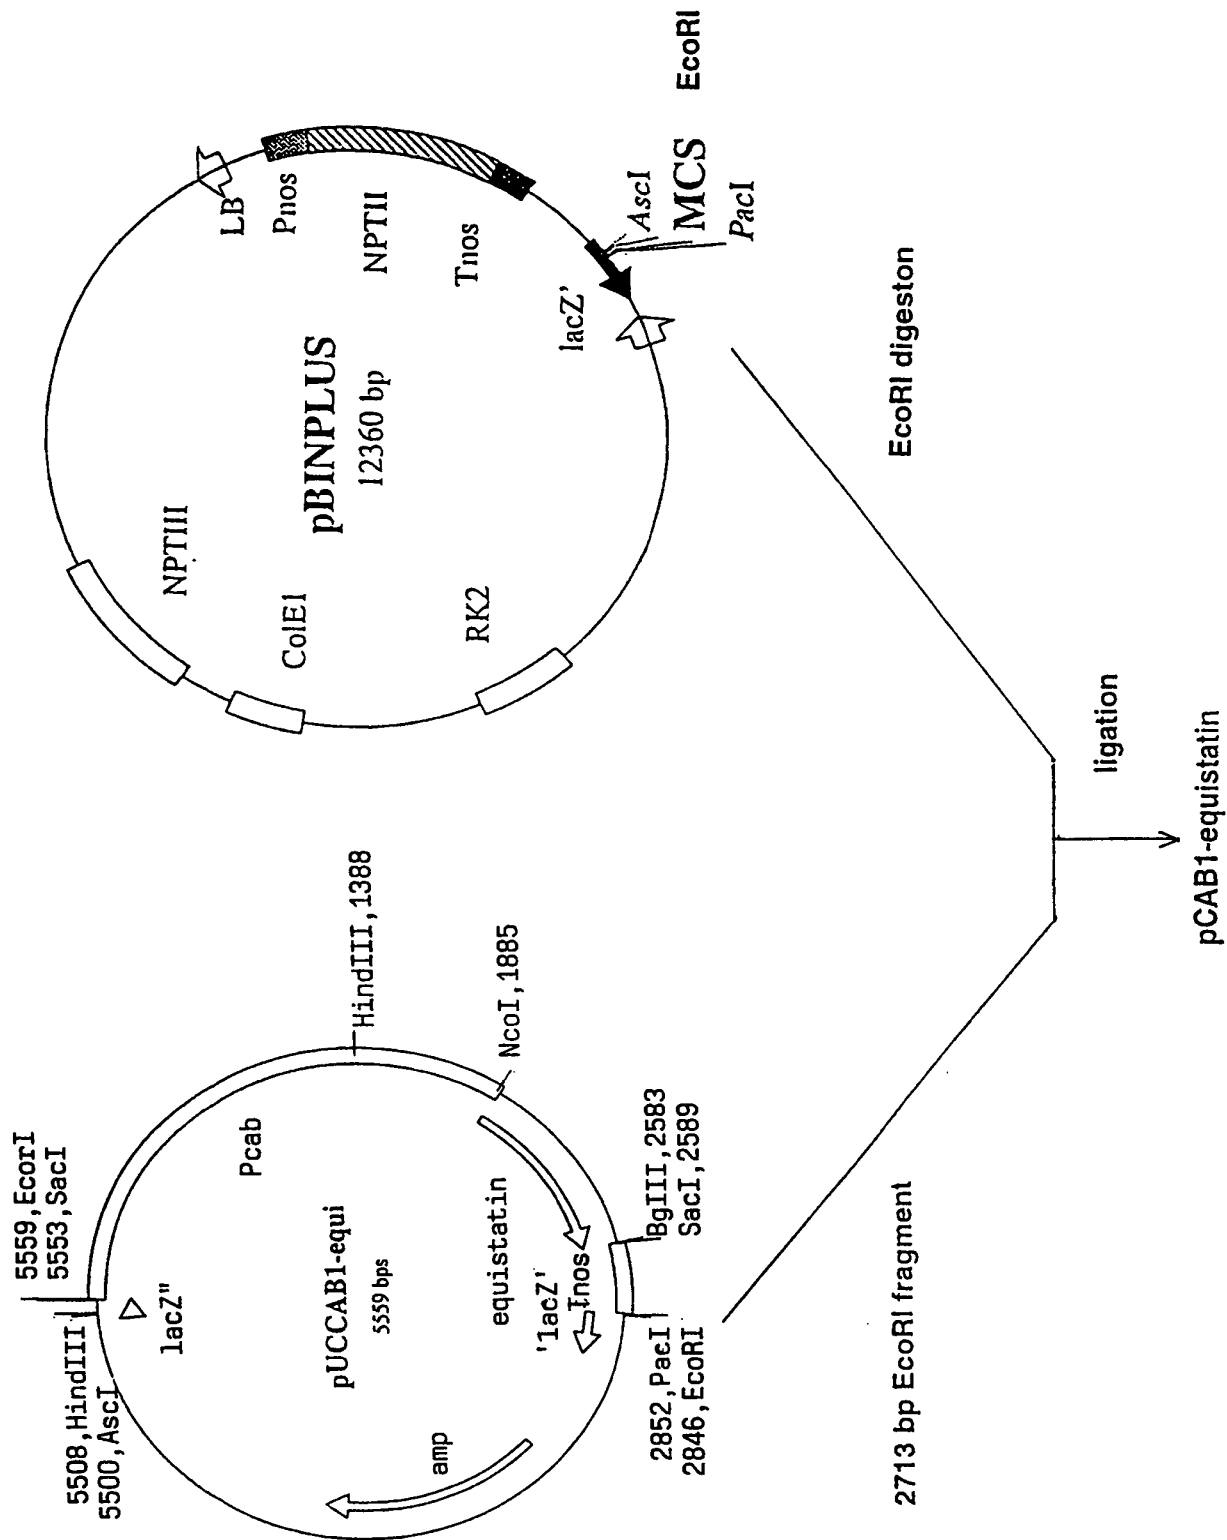 5559,EcorI
5553,SacI
5508,HindIII
5500,AscI
lacZ"
Pcab
HindIII,1388
pUCCAB1-equi
5559 bps
amp
equistatin
'lacZ'
Tnos
NcoI,1885
BglII,2583
SacI,2589
2852,PacI
2846,EcoRI
2713 bp EcoRI fragment
LB
Pnos
NPTII
Tnos
NPTIII
ColE1
RK2
pBINPLUS
12360 bp
lacZ'
AscI
MCS
EcoRI
PacI
EcoRI digeston
ligation
pCAB1-equistatin